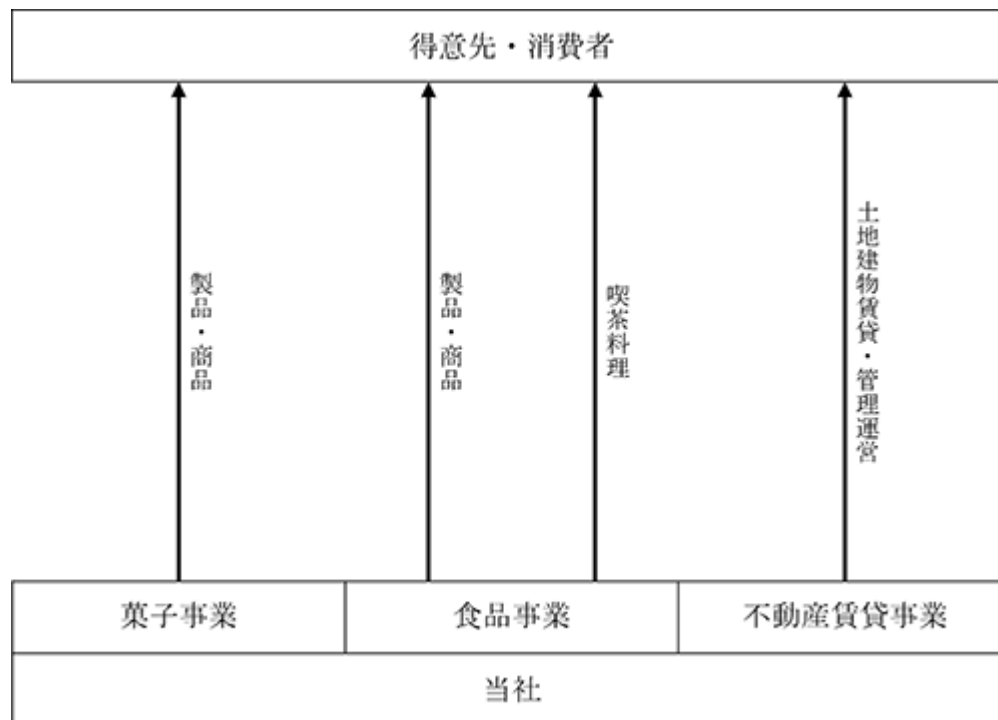 得意先・消費者
製品・商品
製品・商品
喫茶料理
土地建物賃貸・管理運営
菓子事業
食品事業
不動産賃貸事業
当社